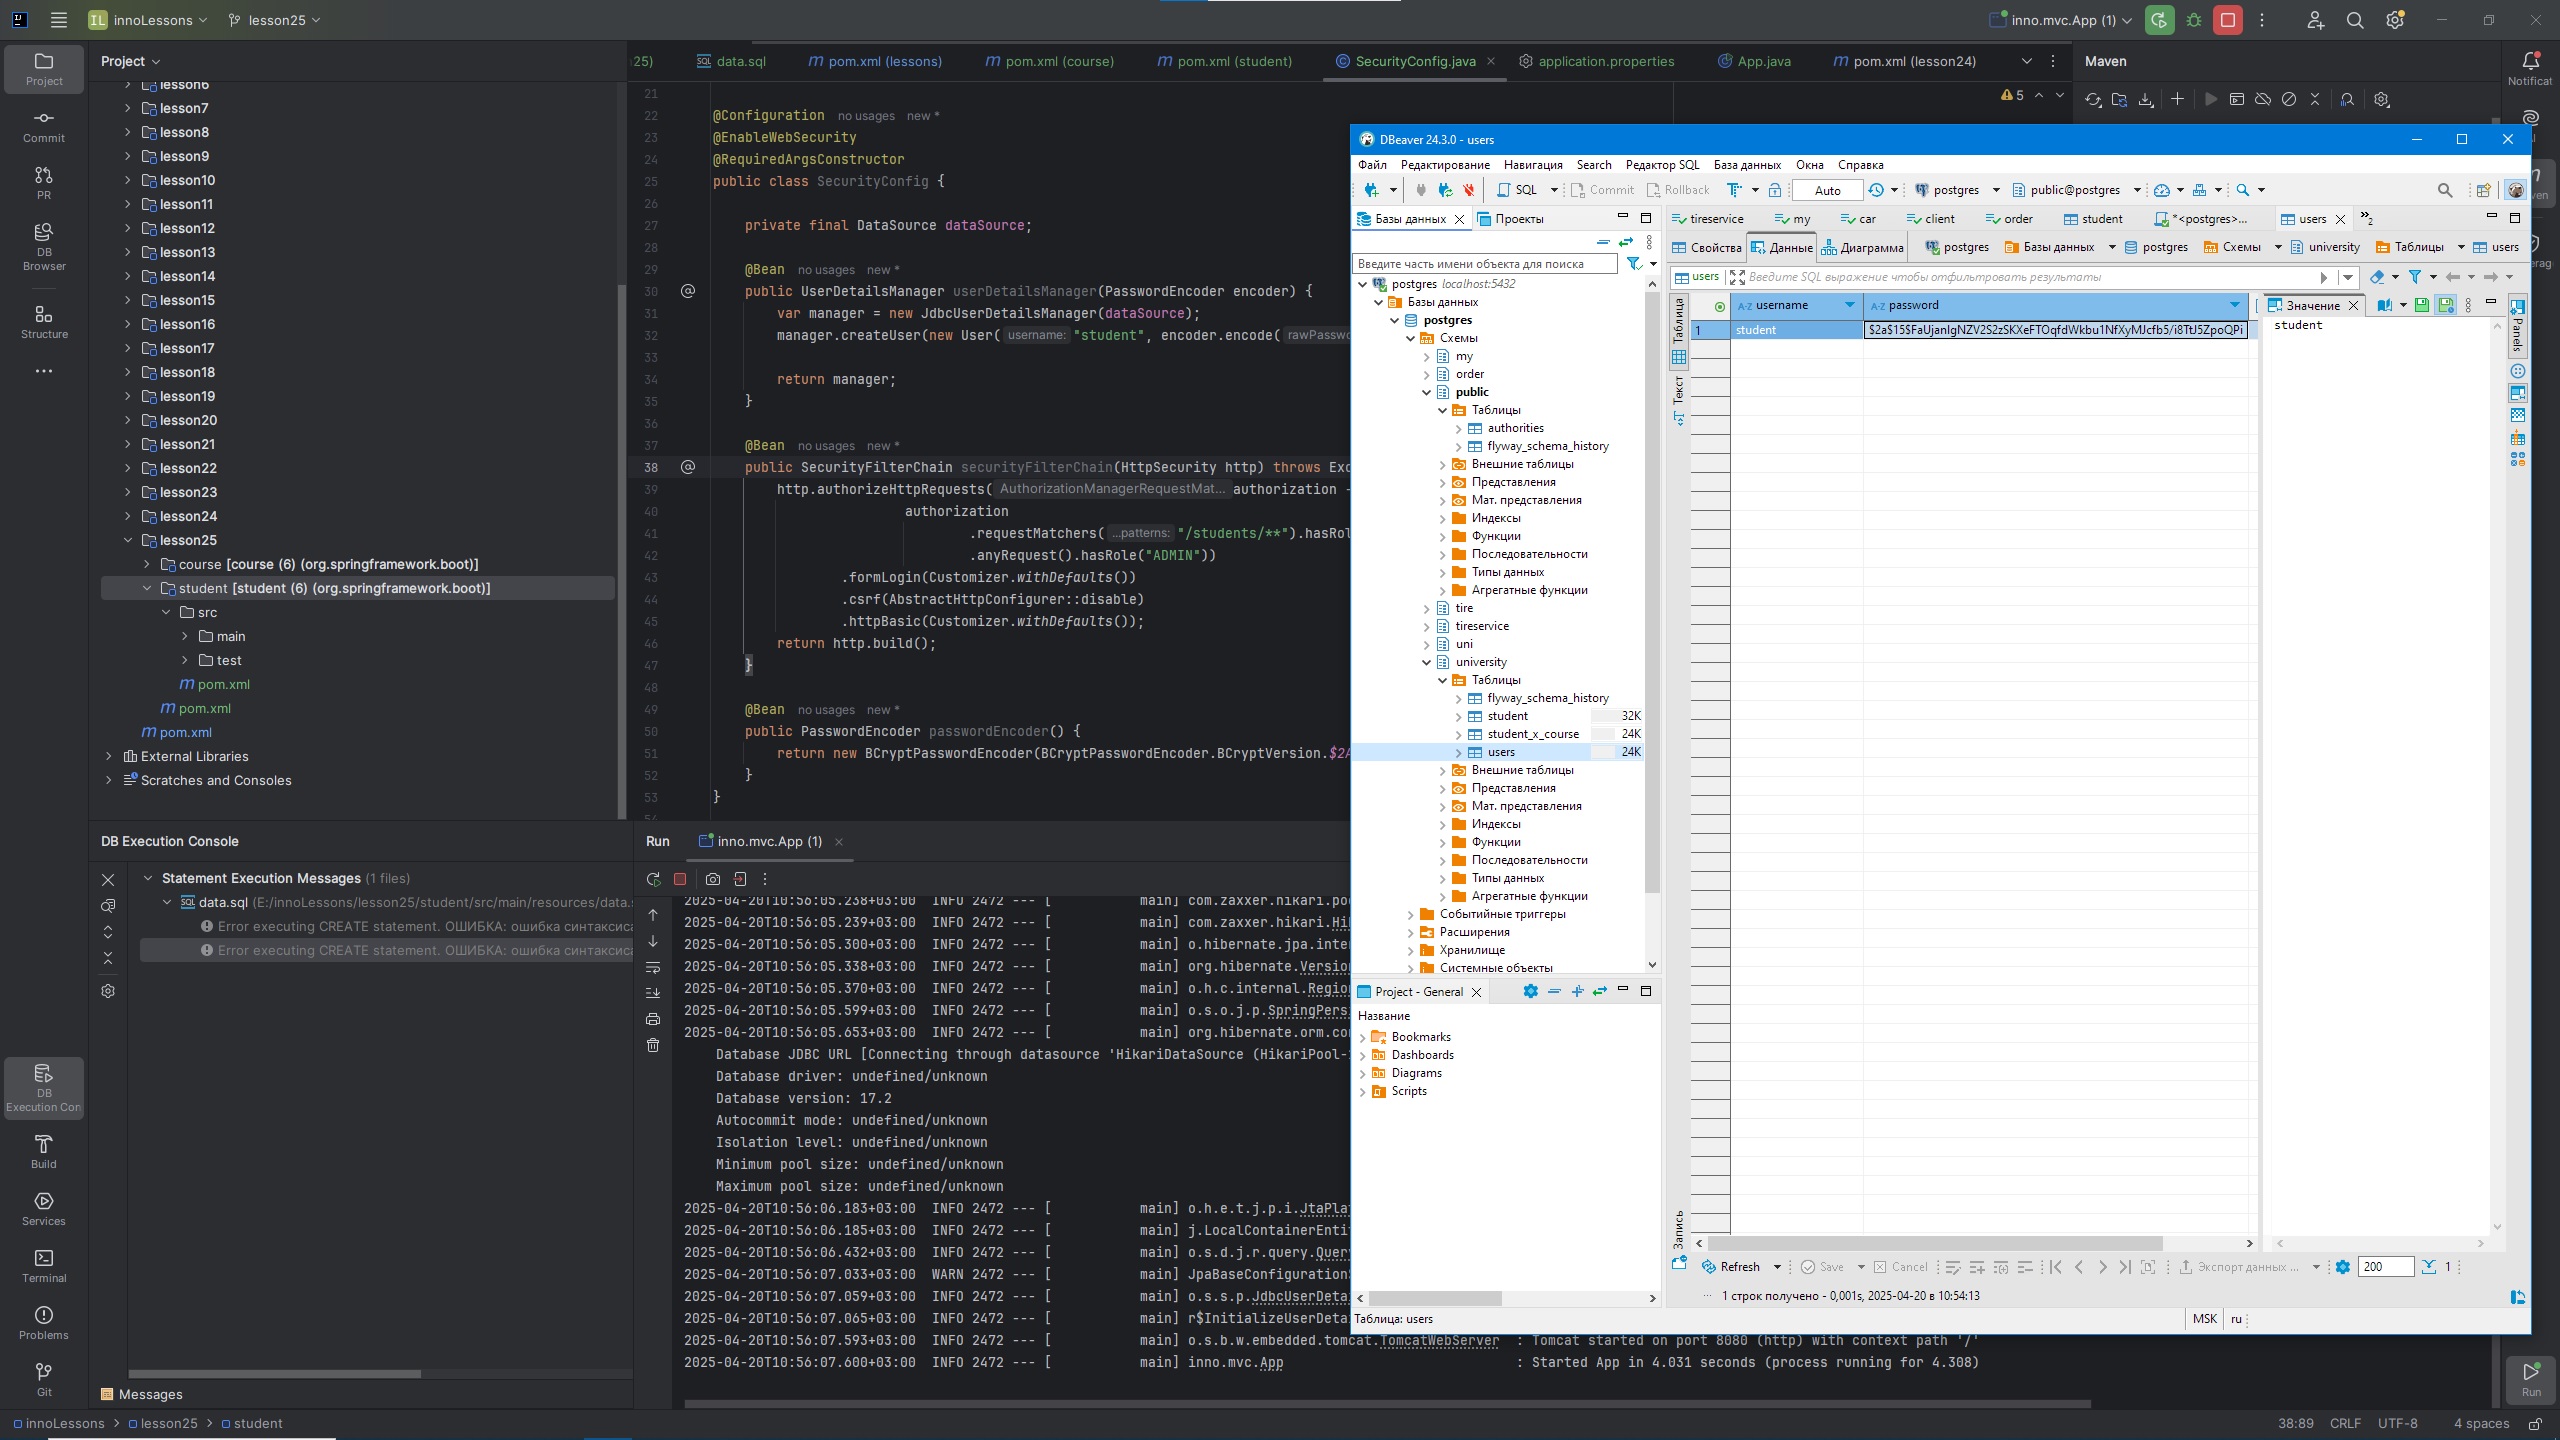 IL innoLessons
lesson25
inno.mvc.App (1)
Project
Commit
PR
DB Browser
Structure
Project
lesson6
lesson7
lesson8
lesson9
lesson10
lesson11
lesson12
lesson13
lesson14
lesson15
lesson16
lesson17
lesson18
lesson19
lesson20
lesson21
lesson22
lesson23
lesson24
lesson25
course [course (6) (org.springframework.boot)]
student [student (6) (org.springframework.boot)]
src
main
test
pom.xml
pom.xml
pom.xml
External Libraries
Scratches and Consoles
25)
data.sql
pom.xml (lessons)
pom.xml (course)
pom.xml (student)
SecurityConfig.java
application.properties
App.java
pom.xml (lesson24)
Maven
Notificat
5
21
22 @Configuration no usages new *
23 @EnableWebSecurity
24 @RequiredArgsConstructor
25 public class SecurityConfig {
26
27 private final DataSource dataSource;
28
29 @Bean no usages new *
30 public UserDetailsManager userDetailsManager(PasswordEncoder encoder) {
31 var manager = new JdbcUserDetailsManager(dataSource);
32 manager.createUser(new User( username: "student", encoder.encode( rawPasswo
33
34 return manager;
35 }
36
37 @Bean no usages new *
38 public SecurityFilterChain securityFilterChain(HttpSecurity http) throws Exc
39 http.authorizeHttpRequests( AuthorizationManagerRequestMat... authorization -
40 authorization
41 .requestMatchers( ...patterns: "/students/**").hasRol
42 .anyRequest().hasRole("ADMIN"))
43 .formLogin(Customizer.withDefaults())
44 .csrf(AbstractHttpConfigurer::disable)
45 .httpBasic(Customizer.withDefaults());
46 return http.build();
47 }
48
49 @Bean no usages new *
50 public PasswordEncoder passwordEncoder() {
51 return new BCryptPasswordEncoder(BCryptPasswordEncoder.BCryptVersion.$2A
52 }
53 }
DBeaver 24.3.0 - users
Файл Редактирование Навигация Search Редактор SQL База данных Окна Справка
SQL Commit Rollback Auto postgres public@postgres
Базы данных Проекты
Введите часть имени объекта для поиска
postgres localhost:5432
Базы данных
postgres
Схемы
my
order
public
Таблицы
authorities
flyway_schema_history
Внешние таблицы
Представления
Мат. представления
Индексы
Функции
Последовательности
Типы данных
Агрегатные функции
tire
tireservice
uni
university
Таблицы
flyway_schema_history
student 32K
student_x_course 24K
users 24K
Внешние таблицы
Представления
Мат. представления
Индексы
Функции
Последовательности
Типы данных
Агрегатные функции
Событийные триггеры
Расширения
Хранилище
Системные объекты
Project - General
Название
Bookmarks
Dashboards
Diagrams
Scripts
tireservice my car client order student *<postgres>... users 2
Свойства Данные Диаграмма postgres Базы данных postgres Схемы university Таблицы users
users Введите SQL выражение чтобы отфильтровать результаты
Таблица
Текст
Запись
A-Z username A-Z password
1 student $2a$15$FaUjanIgNZV2S2zSKXeFTOqfdWkbu1NfXyMJcfb5/i8TtJ5ZpoQPi
Значение
student
Panels
Refresh Save Cancel Экспорт данных ... 200 1
1 строк получено - 0,001s, 2025-04-20 в 10:54:13
Таблица: users
MSK ru
DB Execution Console
Statement Execution Messages (1 files)
data.sql (E:/innoLessons/lesson25/student/src/main/resources/data.s
Error executing CREATE statement. ОШИБКА: ошибка синтаксиса
Error executing CREATE statement. ОШИБКА: ошибка синтаксиса
Messages
DB Execution Con
Build
Services
Terminal
Problems
Git
Run inno.mvc.App (1)
2025-04-20T10:56:05.238+03:00 INFO 2472 --- [ main] com.zaxxer.hikari.poo
2025-04-20T10:56:05.239+03:00 INFO 2472 --- [ main] com.zaxxer.hikari.Hik
2025-04-20T10:56:05.300+03:00 INFO 2472 --- [ main] o.hibernate.jpa.inter
2025-04-20T10:56:05.338+03:00 INFO 2472 --- [ main] org.hibernate.Version
2025-04-20T10:56:05.370+03:00 INFO 2472 --- [ main] o.h.c.internal.Region
2025-04-20T10:56:05.599+03:00 INFO 2472 --- [ main] o.s.o.j.p.SpringPersi
2025-04-20T10:56:05.653+03:00 INFO 2472 --- [ main] org.hibernate.orm.con
Database JDBC URL [Connecting through datasource 'HikariDataSource (HikariPool-1
Database driver: undefined/unknown
Database version: 17.2
Autocommit mode: undefined/unknown
Isolation level: undefined/unknown
Minimum pool size: undefined/unknown
Maximum pool size: undefined/unknown
2025-04-20T10:56:06.183+03:00 INFO 2472 --- [ main] o.h.e.t.j.p.i.JtaPlat
2025-04-20T10:56:06.185+03:00 INFO 2472 --- [ main] j.LocalContainerEntit
2025-04-20T10:56:06.432+03:00 INFO 2472 --- [ main] o.s.d.j.r.query.Query
2025-04-20T10:56:07.033+03:00 WARN 2472 --- [ main] JpaBaseConfiguration$
2025-04-20T10:56:07.059+03:00 INFO 2472 --- [ main] o.s.s.p.JdbcUserDetai
2025-04-20T10:56:07.065+03:00 INFO 2472 --- [ main] r$InitializeUserDetai
2025-04-20T10:56:07.593+03:00 INFO 2472 --- [ main] o.s.b.w.embedded.tomcat.TomcatWebServer : Tomcat started on port 8080 (http) with context path '/'
2025-04-20T10:56:07.600+03:00 INFO 2472 --- [ main] inno.mvc.App : Started App in 4.031 seconds (process running for 4.308)
Run
innoLessons > lesson25 > student
38:89 CRLF UTF-8 4 spaces